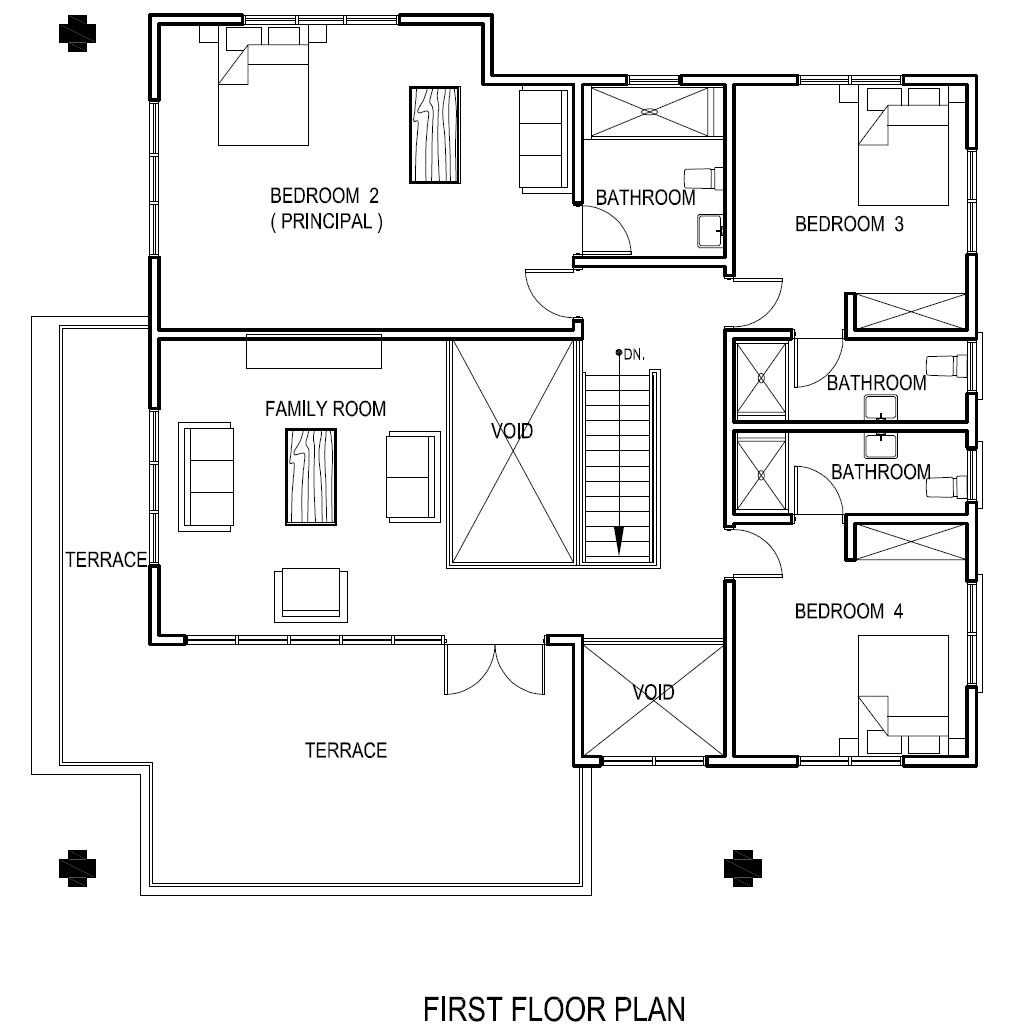 BEDROOM 2
( PRINCIPAL )
BATHROOM
BEDROOM 3
DN.
BATHROOM
FAMILY ROOM
VOID
BATHROOM
TERRACE
BEDROOM 4
VOID
TERRACE
FIRST FLOOR PLAN